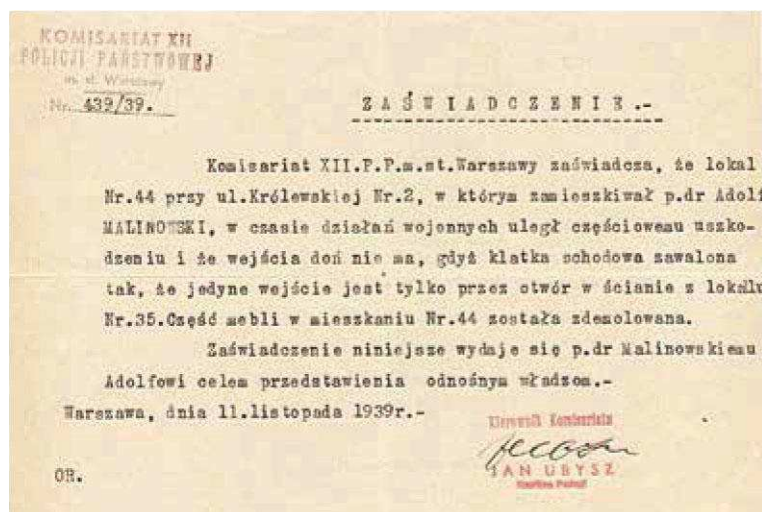 KOMISARIAT XII
POLICJI PAŃSTWOWEJ
m. st. Warszawy
Nr. 439/39.
ZAŚWIADCZENIE.-
Komisariat XII.P.P.m.st.Warszawy zaświadcza, że lokal
Nr.44 przy ul.Królewskiej Nr.2, w którym zamieszkiwał p.dr Adolf
MALINOWSKI, w czasie działań wojennych uległ częściowemu uszko-
dzeniu i że wejścia doń nie ma, gdyż klatka schodowa zawalona
tak, że jedyne wejście jest tylko przez otwór w ścianie z lokalu
Nr.35.Część mebli w mieszkaniu Nr.44 została zdemolowana.
Zaświadczenie niniejsze wydaje się p.dr Malinowskiemu
Adolfowi celem przedstawienia odnośnym władzom.-
Warszawa, dnia 11.listopada 1939r.-
Kierownik Komisariatu
JAN UBYSZ
OR.